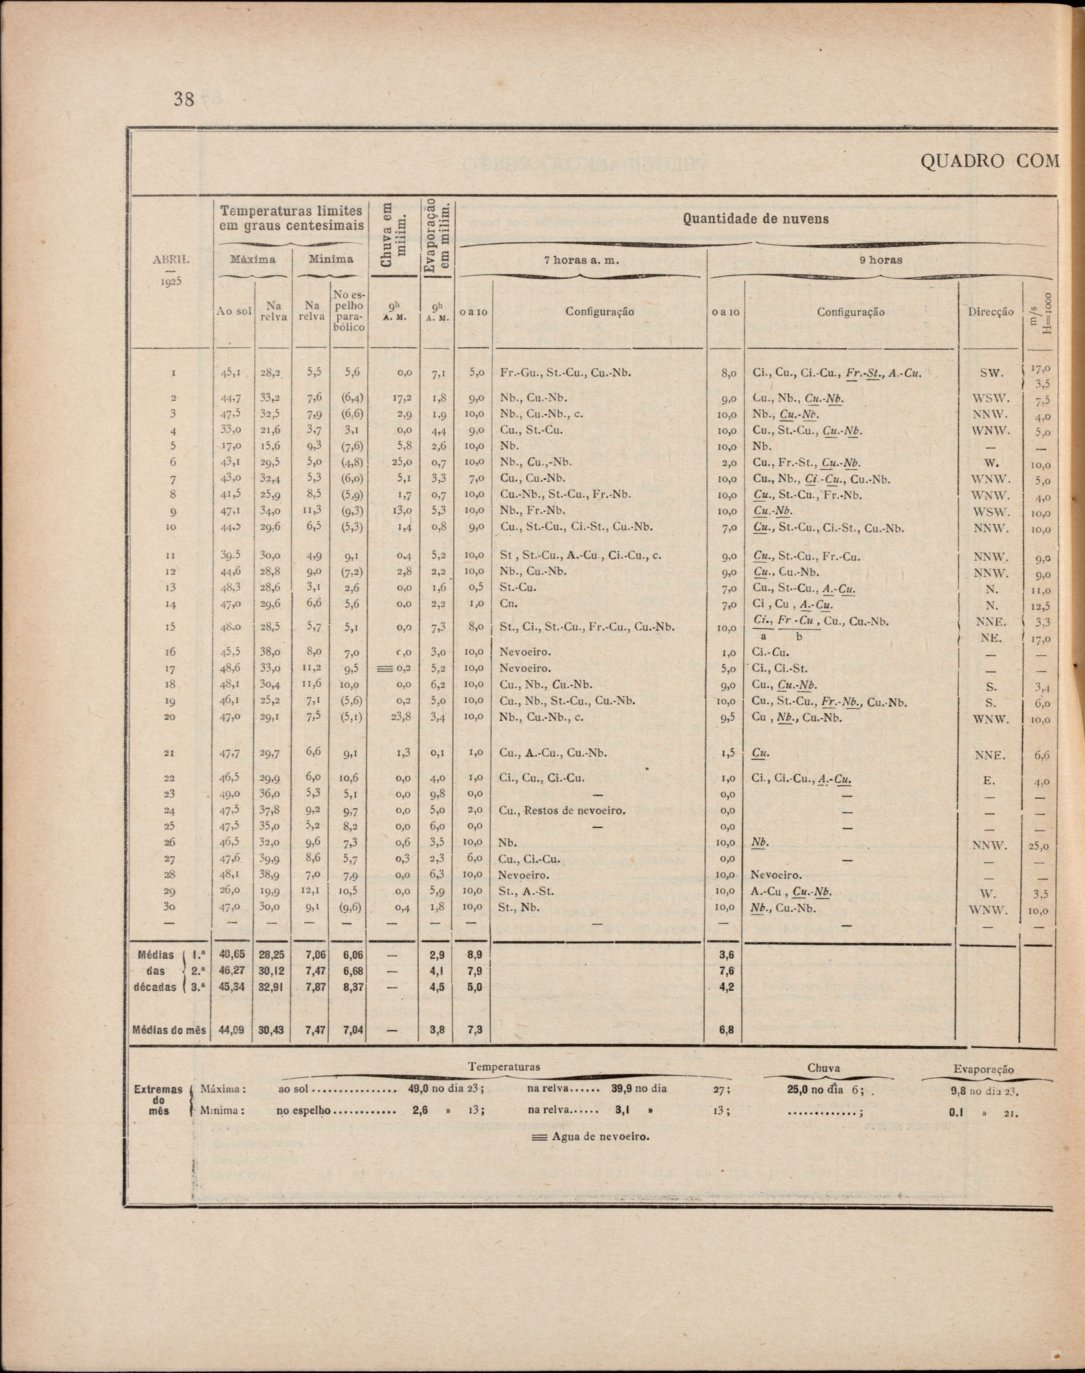 38
QUADRO COM
ABRIL — 1925
Temperaturas limites em graus centesimais
Chuva em milim.
Evaporação em milim.
Quantidade de nuvens
Máxima
Mínima
7 horas a. m.
9 horas
Ao sol
Na relva
Na relva
No espelho parabólico
9h A. M.
9h A. M.
0 a 10
Configuração
0 a 10
Configuração
Direcção
m/s H=1000
1 45,1 28,2 5,5 5,6 0,0 7,1 5,0 Fr.-Gu., St.-Cu., Cu.-Nb. 8,0 Ci., Cu., Ci.-Cu., Fr.-St., A.-Cu. SW. 17,0
3,5
2 44,7 33,2 7,6 (6,4) 17,2 1,8 9,0 Nb., Cu.-Nb. 9,0 Cu., Nb., Cu.-Nb. WSW. 7,5
3 47,5 32,5 7,9 (6,6) 2,9 1,9 10,0 Nb., Cu.-Nb., c. 10,0 Nb., Cu.-Nb. NNW. 4,0
4 33,0 21,6 3,7 3,1 0,0 4,4 9,0 Cu., St.-Cu. 10,0 Cu., St.-Cu., Cu.-Nb. WNW. 5,0
5 17,0 15,6 9,3 (7,6) 5,8 2,6 10,0 Nb. 10,0 Nb. — —
6 43,1 29,5 5,0 (4,8) 25,0 0,7 10,0 Nb., Cu.,-Nb. 2,0 Cu., Fr.-St., Cu.-Nb. W. 10,0
7 43,0 32,4 5,3 (6,0) 5,1 3,3 7,0 Cu., Cu.-Nb. 10,0 Cu., Nb., Ci.-Cu., Cu.-Nb. WNW. 5,0
8 41,5 25,9 8,5 (5,9) 1,7 0,7 10,0 Cu.-Nb., St.-Cu., Fr.-Nb. 10,0 Cu., St.-Cu., Fr.-Nb. WNW. 4,0
9 47,1 34,0 11,3 (9,3) 13,0 5,3 10,0 Nb., Fr.-Nb. 10,0 Cu.-Nb. WSW. 10,0
10 44,5 29,6 6,5 (5,3) 1,4 0,8 9,0 Cu., St.-Cu., Ci.-St., Cu.-Nb. 7,0 Cu., St.-Cu., Ci.-St., Cu.-Nb. NNW. 10,0
11 39.5 30,0 4,9 9,1 0,4 5,2 10,0 St , St.-Cu., A.-Cu , Ci.-Cu., c. 9,0 Cu., St.-Cu., Fr.-Cu. NNW. 9,0
12 44,6 28,8 9,0 (7,2) 2,8 2,2 10,0 Nb., Cu.-Nb. 9,0 Cu., Cu.-Nb. NNW. 9,0
13 48,3 28,6 3,1 2,6 0,0 1,6 0,5 St.-Cu. 7,0 Cu., St.-Cu., A.-Cu. N. 11,0
14 47,0 29,6 6,6 5,6 0,0 2,2 1,0 Cu. 7,0 Ci , Cu , A.-Cu. N. 12,5
15 48.0 28,5 5,7 5,1 0,0 7,3 8,0 St., Ci., St.-Cu., Fr.-Cu., Cu.-Nb. 10,0 Ci., Fr -Cu , Cu., Cu.-Nb. NNE. 3,3
a b NE. 17,0
16 45,5 38,0 8,0 7,0 0,0 3,0 10,0 Nevoeiro. 1,0 Ci.-Cu. — —
17 48,6 33,0 11,2 9,5 ≡ 0,2 5,2 10,0 Nevoeiro. 5,0 Ci., Ci.-St. — —
18 48,1 30,4 11,6 10,0 0,0 6,2 10,0 Cu., Nb., Cu.-Nb. 9,0 Cu., Cu.-Nb. S. 3,4
19 46,1 25,2 7,1 (5,6) 0,2 5,0 10,0 Cu., Nb., St.-Cu., Cu.-Nb. 10,0 Cu., St.-Cu., Fr.-Nb., Cu.-Nb. S. 6,0
20 47,0 29,1 7,5 (5,1) 23,8 3,4 10,0 Nb., Cu.-Nb., c. 9,5 Cu , Nb., Cu.-Nb. WNW. 10,0
21 47,7 29,7 6,6 9,1 1,3 0,1 1,0 Cu., A.-Cu., Cu.-Nb. 1,5 Cu. NNE. 6,6
22 46,5 29,9 6,0 10,6 0,0 4,0 1,0 Ci., Cu., Ci.-Cu. 1,0 Ci., Ci.-Cu., A.-Cu. E. 4,0
23 49,0 36,0 5,3 5,1 0,0 9,8 0,0 — 0,0 — — —
24 47,5 37,8 9,2 9,7 0,0 5,0 2,0 Cu., Restos de nevoeiro. 0,0 — — —
25 47,5 35,0 5,2 8,2 0,0 6,0 0,0 — 0,0 — — —
26 46,5 32,0 9,6 7,3 0,6 3,5 10,0 Nb. 10,0 Nb. NNW. 25,0
27 47,6 39,9 8,6 5,7 0,3 2,3 6,0 Cu., Ci.-Cu. 0,0 — — —
28 48,1 38,9 7,0 7,9 0,0 6,3 10,0 Nevoeiro. 10,0 Nevoeiro. — —
29 26,0 19,9 12,1 10,5 0,0 5,9 10,0 St., A.-St. 10,0 A.-Cu , Cu.-Nb. W. 3,5
30 47,0 30,0 9,1 (9,6) 0,4 1,8 10,0 St., Nb. 10,0 Nb., Cu.-Nb. WNW. 10,0
— — — — — — — — — — — — —
Médias das décadas
1.ª 40,65 28,25 7,06 6,06 — 2,9 8,9 3,6
2.ª 46,27 30,12 7,47 6,68 — 4,1 7,9 7,6
3.ª 45,34 32,91 7,87 8,37 — 4,5 5,0 4,2
Médias do mês 44,09 30,43 7,47 7,04 — 3,8 7,3 6,8
Temperaturas Chuva Evaporação
Extremas do mês
Máxima: ao sol ................ 49,0 no dia 23; na relva...... 39,9 no dia 27; 25,0 no dia 6; 9,8 no dia 23.
Mínima: no espelho ............ 2,6 » 13; na relva...... 3,1 » 13; .............; 0.1 » 21.
≡ Agua de nevoeiro.